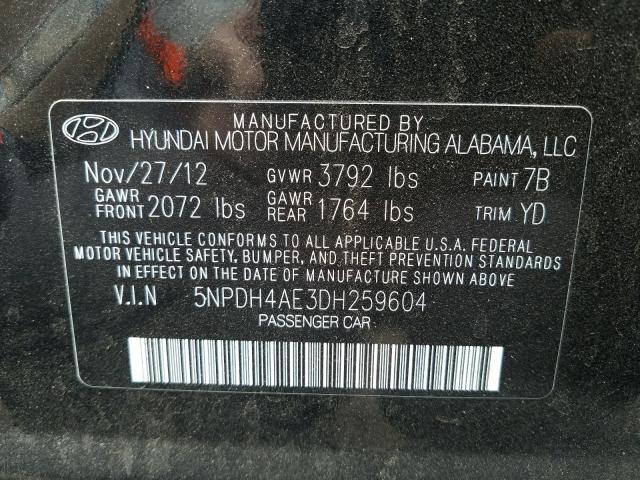 MANUFACTURED BY
HYUNDAI MOTOR MANUFACTURING ALABAMA, LLC
Nov/27/12 GVWR 3792 lbs PAINT 7B
GAWR FRONT 2072 lbs GAWR REAR 1764 lbs TRIM YD
THIS VEHICLE CONFORMS TO ALL APPLICABLE U.S.A. FEDERAL
MOTOR VEHICLE SAFETY, BUMPER, AND THEFT PREVENTION STANDARDS
IN EFFECT ON THE DATE OF MANUFACTURE SHOWN ABOVE
V.I.N 5NPDH4AE3DH259604
PASSENGER CAR